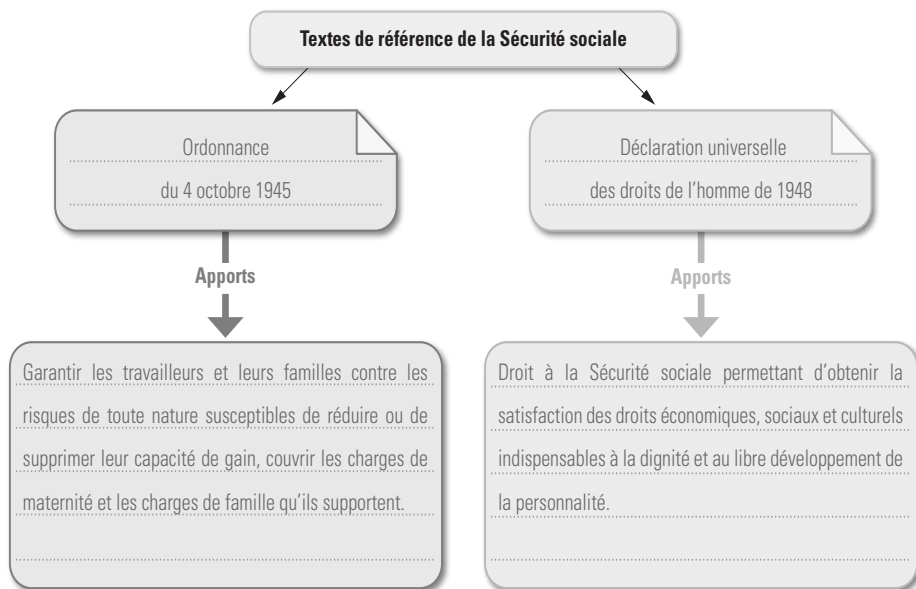 Textes de référence de la Sécurité sociale
Ordonnance
du 4 octobre 1945
Déclaration universelle
des droits de l'homme de 1948
Apports
Apports
Garantir les travailleurs et leurs familles contre les
risques de toute nature susceptibles de réduire ou de
supprimer leur capacité de gain, couvrir les charges de
maternité et les charges de famille qu'ils supportent.
Droit à la Sécurité sociale permettant d'obtenir la
satisfaction des droits économiques, sociaux et culturels
indispensables à la dignité et au libre développement de
la personnalité.